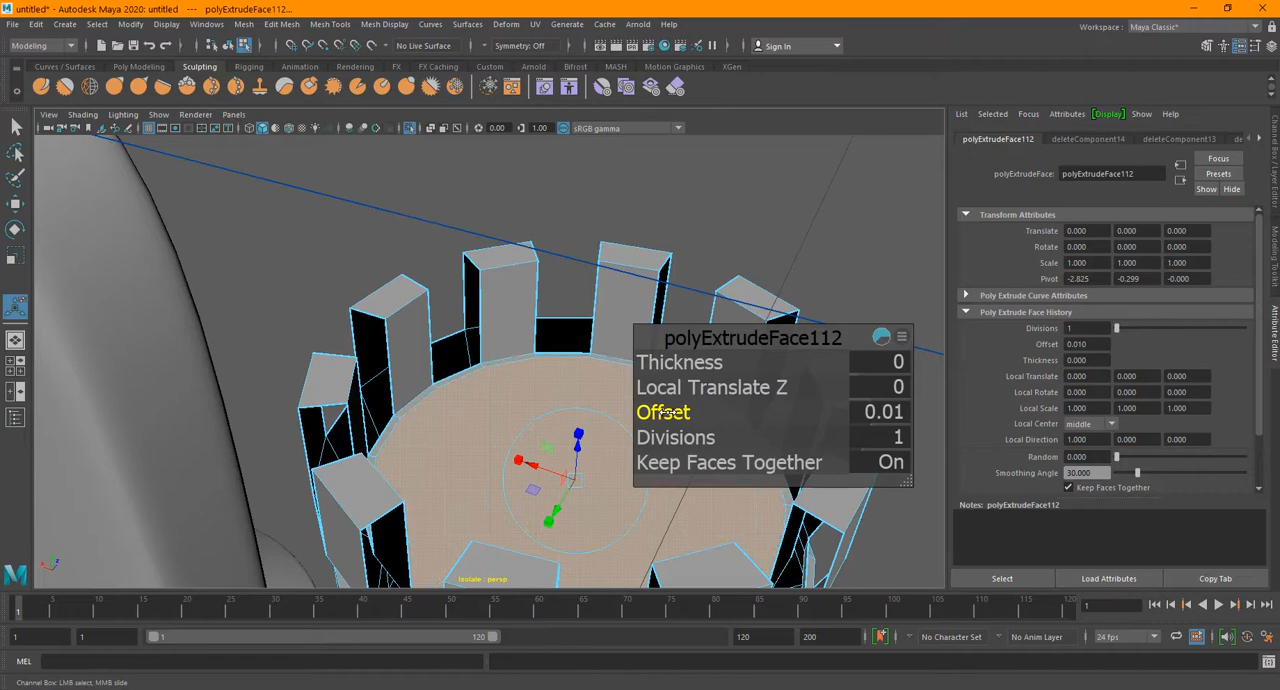 untitled* - Autodesk Maya 2020: untitled --- polyExtrudeFace112...
File Edit Create Select Modify Display Windows Mesh Edit Mesh Mesh Tools Mesh Display Curves Surfaces Deform UV Generate Cache Arnold Help
Workspace : Maya Classic*
Modeling No Live Surface Symmetry: Off Sign In
Curves / Surfaces Poly Modeling Sculpting Rigging Animation Rendering FX FX Caching Custom Arnold Bifrost MASH Motion Graphics XGen
View Shading Lighting Show Renderer Panels
0.00 1.00 sRGB gamma
List Selected Focus Attributes Display Show Help
polyExtrudeFace112 deleteComponent14 deleteComponent13 de
polyExtrudeFace: polyExtrudeFace112
Focus
Presets
Show Hide
Transform Attributes
Translate 0.000 0.000 0.000
Rotate 0.000 0.000 0.000
Scale 1.000 1.000 1.000
Pivot -2.825 -0.299 -0.000
Poly Extrude Curve Attributes
Poly Extrude Face History
Divisions 1
Offset 0.010
Thickness 0.000
Local Translate 0.000 0.000 0.000
Local Rotate 0.000 0.000 0.000
Local Scale 1.000 1.000 1.000
Local Center middle
Local Direction 1.000 0.000 0.000
Random 0.000
Smoothing Angle 30.000
Keep Faces Together
Notes: polyExtrudeFace112
Select Load Attributes Copy Tab
Channel Box / Layer Editor
Modeling Toolkit
Attribute Editor
polyExtrudeFace112
Thickness 0
Local Translate Z 0
Offset 0.01
Divisions 1
Keep Faces Together On
Isolate : persp
5 10 15 20 25 30 35 40 45 50 55 60 65 70 75 80 85 90 95 100 105 110 115 120
1 1
1 1 1 120 120 200 No Character Set No Anim Layer 24 fps
MEL
Channel Box: LMB select, MMB slide